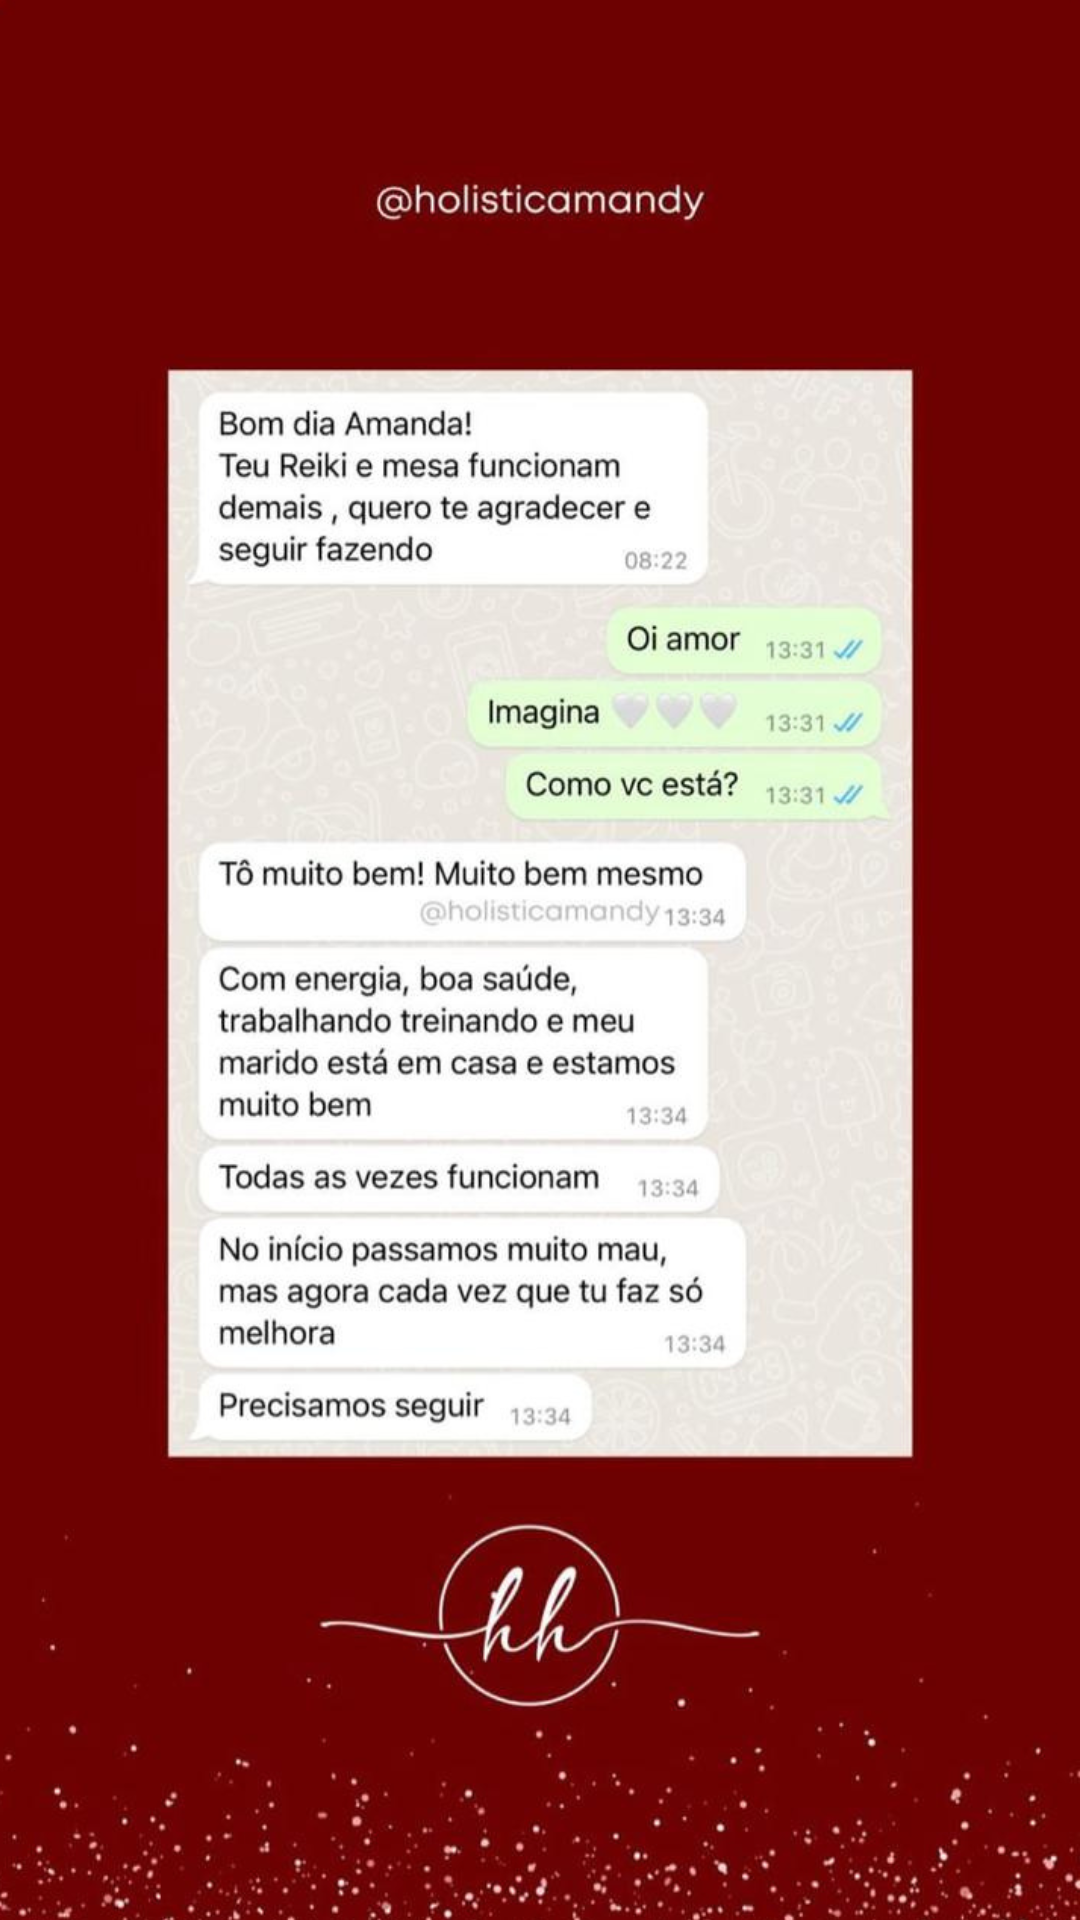 @holisticamandy
Bom dia Amanda!
Teu Reiki e mesa funcionam
demais , quero te agradecer e
seguir fazendo
08:22
Oi amor 13:31
Imagina 🤍🤍🤍 13:31
Como vc está? 13:31
Tô muito bem! Muito bem mesmo
@holisticamandy 13:34
Com energia, boa saúde,
trabalhando treinando e meu
marido está em casa e estamos
muito bem 13:34
Todas as vezes funcionam 13:34
No início passamos muito mau,
mas agora cada vez que tu faz só
melhora 13:34
Precisamos seguir 13:34
hh